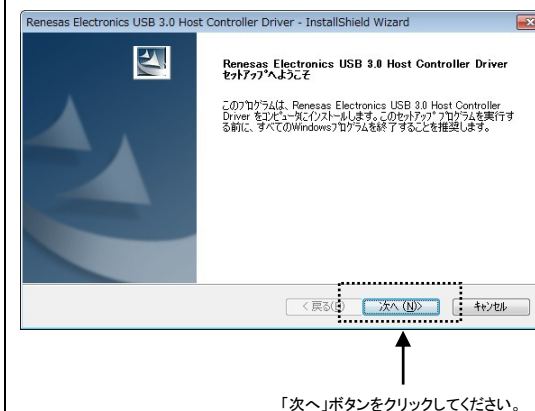 Renesas Electronics USB 3.0 Host Controller Driver - InstallShield Wizard
Renesas Electronics USB 3.0 Host Controller Driver
ｾｯﾄｱｯﾌﾟへようこそ
このﾌﾟﾛｸﾞﾗﾑは、Renesas Electronics USB 3.0 Host Controller
Driver をｺﾝﾋﾟｭｰﾀにｲﾝｽﾄｰﾙします。このｾｯﾄｱｯﾌﾟ ﾌﾟﾛｸﾞﾗﾑを実行す
る前に、すべてのWindowsﾌﾟﾛｸﾞﾗﾑを終了することを推奨します。
< 戻る(B)
次へ (N)>
ｷｬﾝｾﾙ
「次へ」ボタンをクリックしてください。